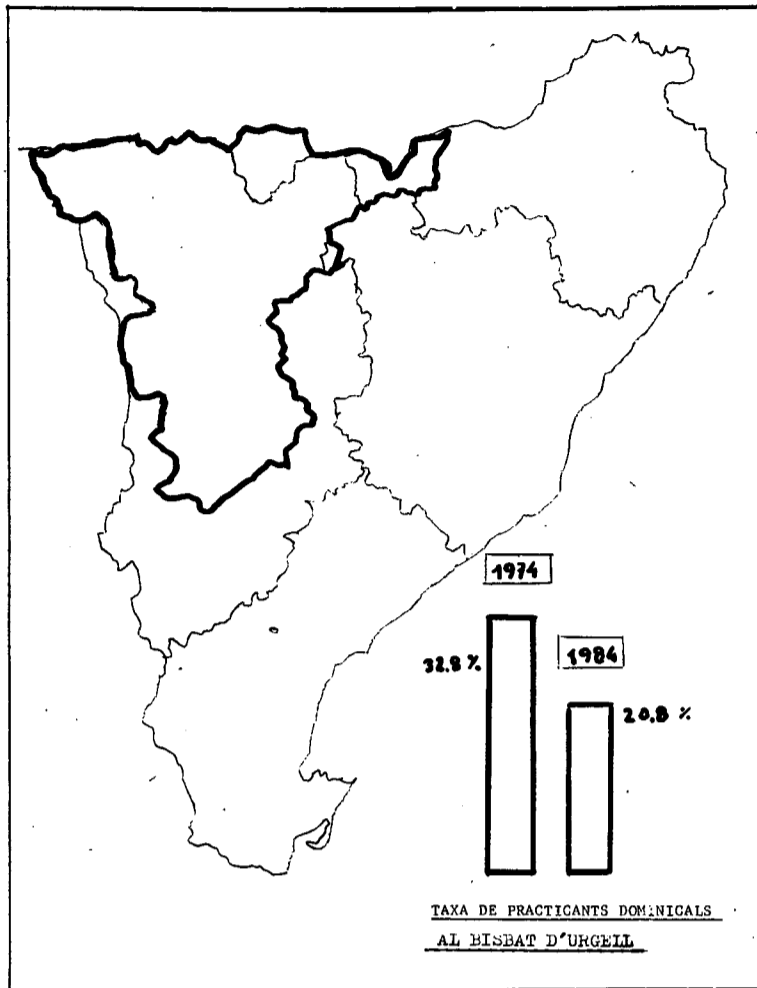 1974
32.8 %
1984
20.8 %
TAXA DE PRACTICANTS DOMINICALS
AL BISBAT D'URGELL